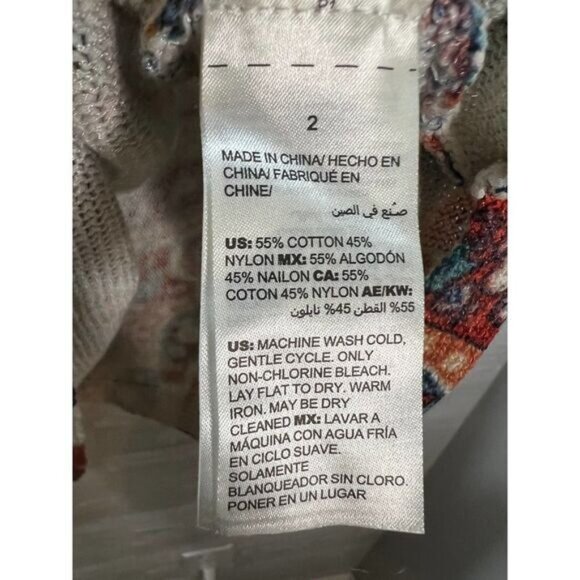 P1
2
MADE IN CHINA/ HECHO EN
CHINA/ FABRIQUÉ EN
CHINE/
صُنع في الصين
US: 55% COTTON 45%
NYLON MX: 55% ALGODÓN
45% NAILON CA: 55%
COTON 45% NYLON AE/KW:
55% القطن 45% نايلون
US: MACHINE WASH COLD,
GENTLE CYCLE. ONLY
NON-CHLORINE BLEACH.
LAY FLAT TO DRY. WARM
IRON. MAY BE DRY
CLEANED MX: LAVAR A
MÁQUINA CON AGUA FRÍA
EN CICLO SUAVE.
SOLAMENTE
BLANQUEADOR SIN CLORO.
PONER EN UN LUGAR